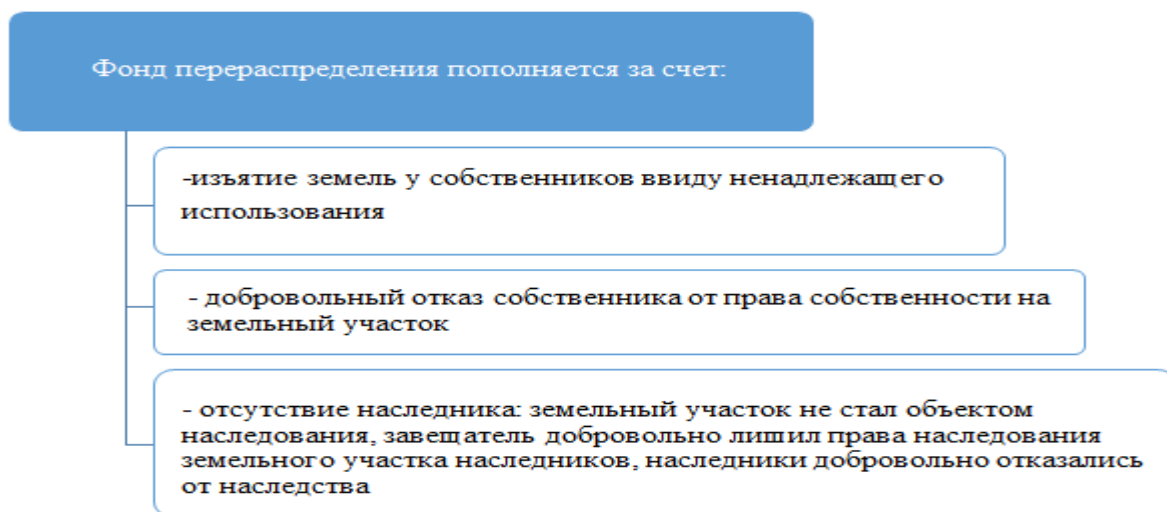 Фонд перераспределения пополняется за счет:
-изъятие земель у собственников ввиду ненадлежащего
использования
- добровольный отказ собственника от права собственности на
земельный участок
- отсутствие наследника: земельный участок не стал объектом
наследования, завещатель добровольно лишил права наследования
земельного участка наследников, наследники добровольно отказались
от наследства